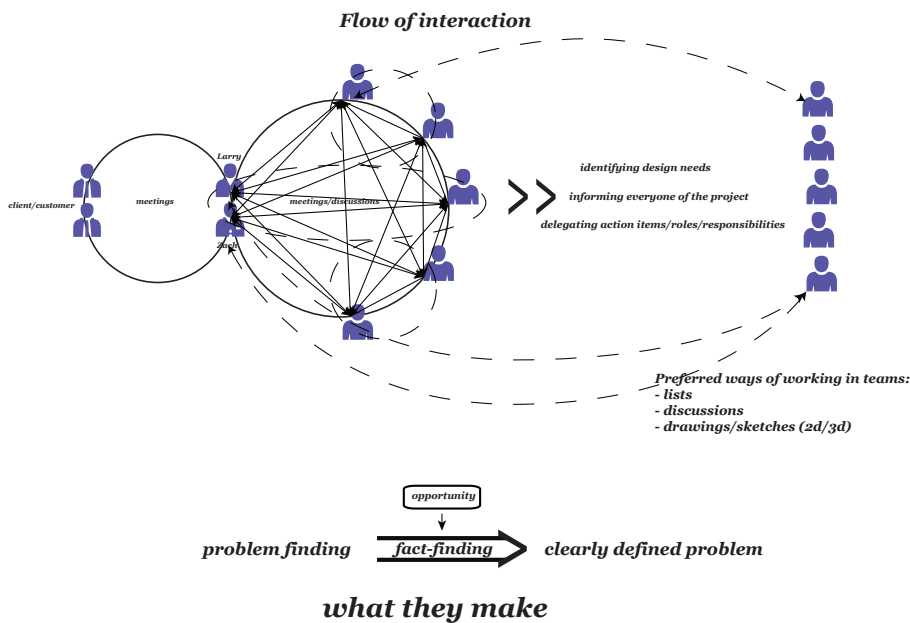 Flow of interaction
Larry
client/customer
meetings
meetings/discussions
Zach
identifying design needs
informing everyone of the project
delegating action items/roles/responsibilities
Preferred ways of working in teams:
- lists
- discussions
- drawings/sketches (2d/3d)
opportunity
problem finding
fact-finding
clearly defined problem
what they make